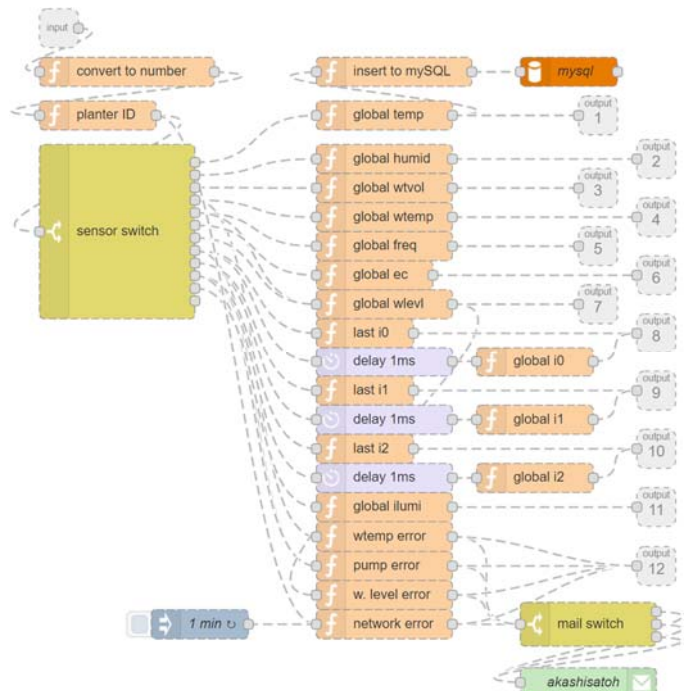 input
convert to number
insert to mySQL
mysql
planter ID
global temp
output
1
sensor switch
global humid
output
2
global wtvol
output
3
global wtemp
output
4
global freq
output
5
global ec
output
6
global wlevl
output
7
last i0
output
8
delay 1ms
global i0
last i1
output
9
delay 1ms
global i1
last i2
output
10
delay 1ms
global i2
global ilumi
output
11
wtemp error
pump error
output
12
w. level error
1 min ↻
network error
mail switch
akashisatoh